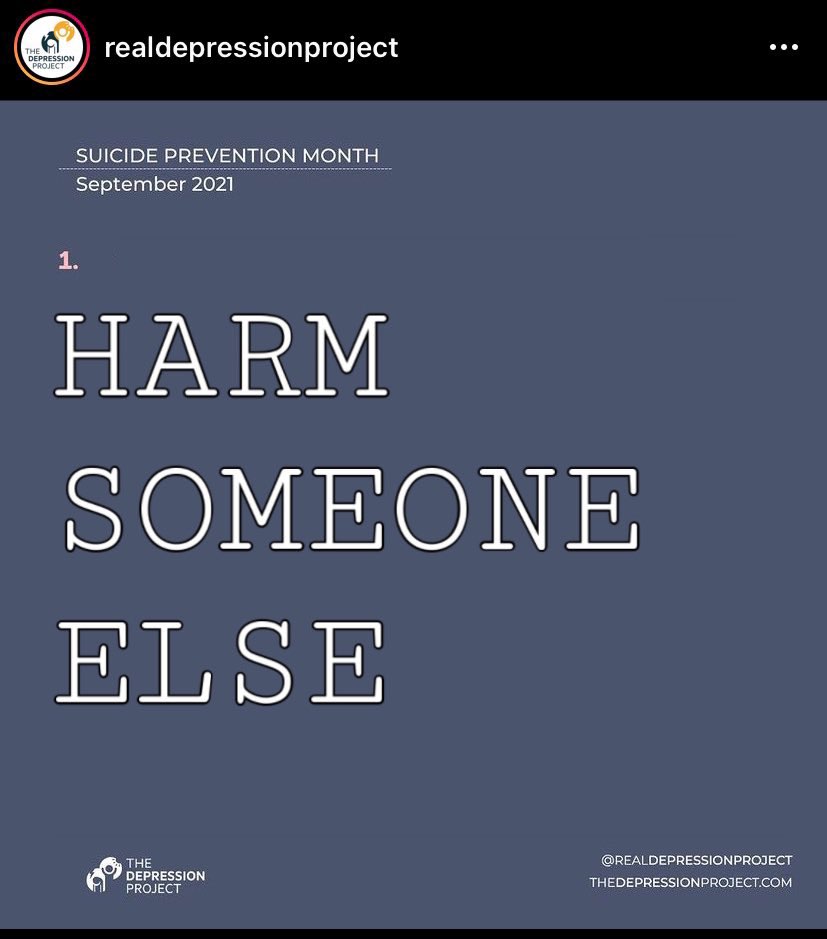 THE
DEPRESSION
PROJECT
realdepressionproject
SUICIDE PREVENTION MONTH
September 2021
1.
HARM
SOMEONE
ELSE
THE
DEPRESSION
PROJECT
@REALDEPRESSIONPROJECT
THEDEPRESSIONPROJECT.COM